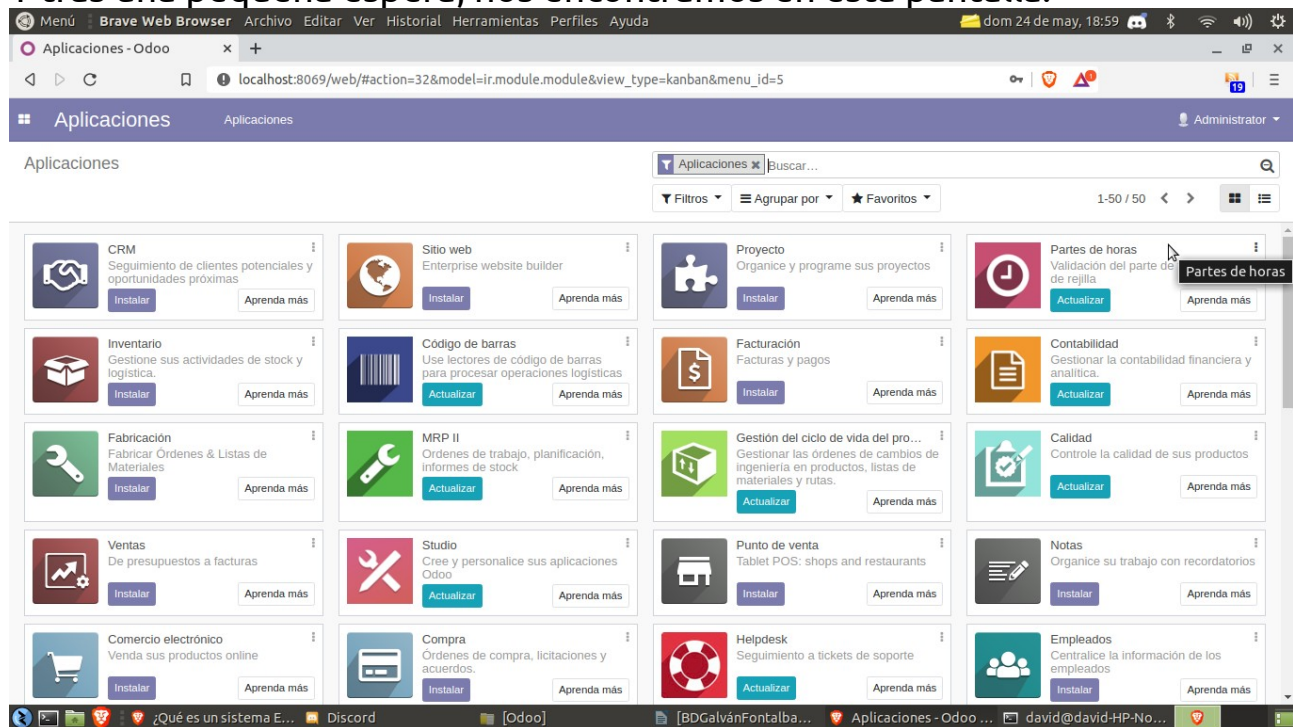 Y tras una pequeña espera, nos encontremos en esta pantalla:
Menú Brave Web Browser Archivo Editar Ver Historial Herramientas Perfiles Ayuda dom 24 de may, 18:59
Aplicaciones - Odoo × +
localhost:8069/web/#action=32&model=ir.module.module&view_type=kanban&menu_id=5 19
Aplicaciones Aplicaciones Administrator
Aplicaciones
Aplicaciones Buscar...
Filtros Agrupar por Favoritos 1-50 / 50
CRM
Seguimiento de clientes potenciales y
oportunidades próximas
Instalar Aprenda más
Sitio web
Enterprise website builder
Instalar Aprenda más
Proyecto
Organice y programe sus proyectos
Instalar Aprenda más
Partes de horas
Validación del parte de
de rejilla
Partes de horas
Actualizar Aprenda más
Inventario
Gestione sus actividades de stock y
logística.
Instalar Aprenda más
Código de barras
Use lectores de código de barras
para procesar operaciones logísticas
Actualizar Aprenda más
Facturación
Facturas y pagos
Instalar Aprenda más
Contabilidad
Gestionar la contabilidad financiera y
analítica.
Actualizar Aprenda más
Fabricación
Fabricar Órdenes & Listas de
Materiales
Instalar Aprenda más
MRP II
Ordenes de trabajo, planificación,
informes de stock
Actualizar Aprenda más
Gestión del ciclo de vida del pro...
Gestionar las órdenes de cambios de
ingeniería en productos, listas de
materiales y rutas.
Actualizar Aprenda más
Calidad
Controle la calidad de sus productos
Actualizar Aprenda más
Ventas
De presupuestos a facturas
Instalar Aprenda más
Studio
Cree y personalice sus aplicaciones
Odoo
Actualizar Aprenda más
Punto de venta
Tablet POS: shops and restaurants
Instalar Aprenda más
Notas
Organice su trabajo con recordatorios
Instalar Aprenda más
Comercio electrónico
Venda sus productos online
Instalar Aprenda más
Compra
Órdenes de compra, licitaciones y
acuerdos.
Instalar Aprenda más
Helpdesk
Seguimiento a tickets de soporte
Actualizar Aprenda más
Empleados
Centralice la información de los
empleados
Instalar Aprenda más
¿Qué es un sistema E... Discord [Odoo] [BDGalvánFontalba... Aplicaciones - Odoo ... david@david-HP-No...